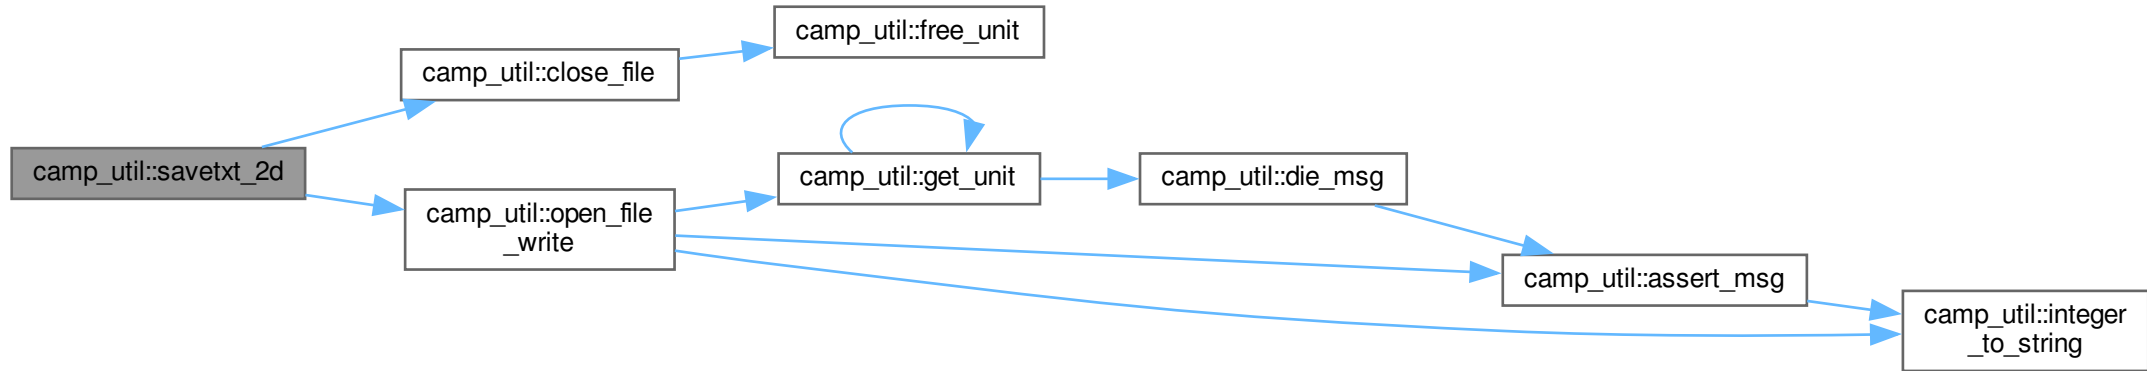 camp_util::free_unit
camp_util::close_file
camp_util::savetxt_2d
camp_util::get_unit
camp_util::die_msg
camp_util::open_file
_write
camp_util::assert_msg
camp_util::integer
_to_string